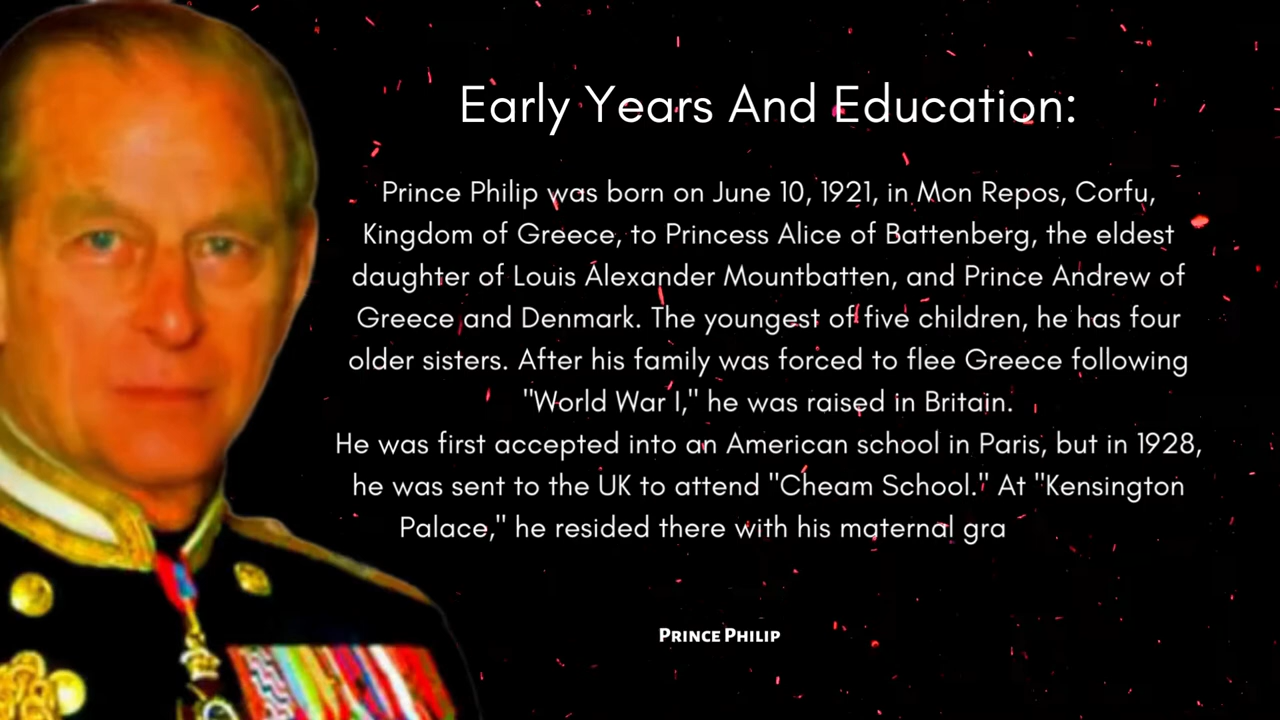 Early Years And Education:
Prince Philip was born on June 10, 1921, in Mon Repos, Corfu,
Kingdom of Greece, to Princess Alice of Battenberg, the eldest
daughter of Louis Alexander Mountbatten, and Prince Andrew of
Greece and Denmark. The youngest of five children, he has four
older sisters. After his family was forced to flee Greece following
"World War I," he was raised in Britain.
He was first accepted into an American school in Paris, but in 1928,
he was sent to the UK to attend "Cheam School." At "Kensington
Palace," he resided there with his maternal gra
Prince Philip